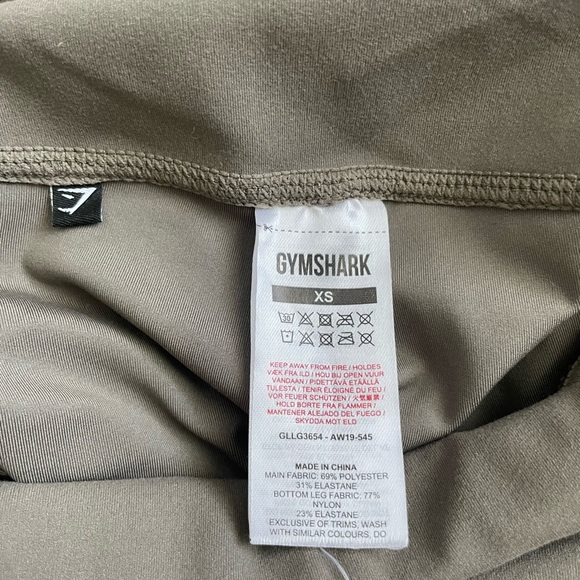 GYMSHARK
XS
30
KEEP AWAY FROM FIRE / HOLDES
VÆK FRA ILD / HOU BIJ OPEN VUUR
VANDAAN / PIDETTÄVÄ ETÄÄLLÄ
TULESTA / TENIR ÉLOIGNÉ DU FEU /
VOR FEUER SCHÜTZEN / 火気厳禁 /
HOLD BORTE FRA FLAMMER /
MANTENER ALEJADO DEL FUEGO /
SKYDDA MOT ELD
GLLG3654 - AW19-545
MADE IN CHINA
MAIN FABRIC: 69% POLYESTER
31% ELASTANE
BOTTOM LEG FABRIC: 77%
NYLON
23% ELASTANE
EXCLUSIVE OF TRIMS, WASH
WITH SIMILAR COLOURS, DO